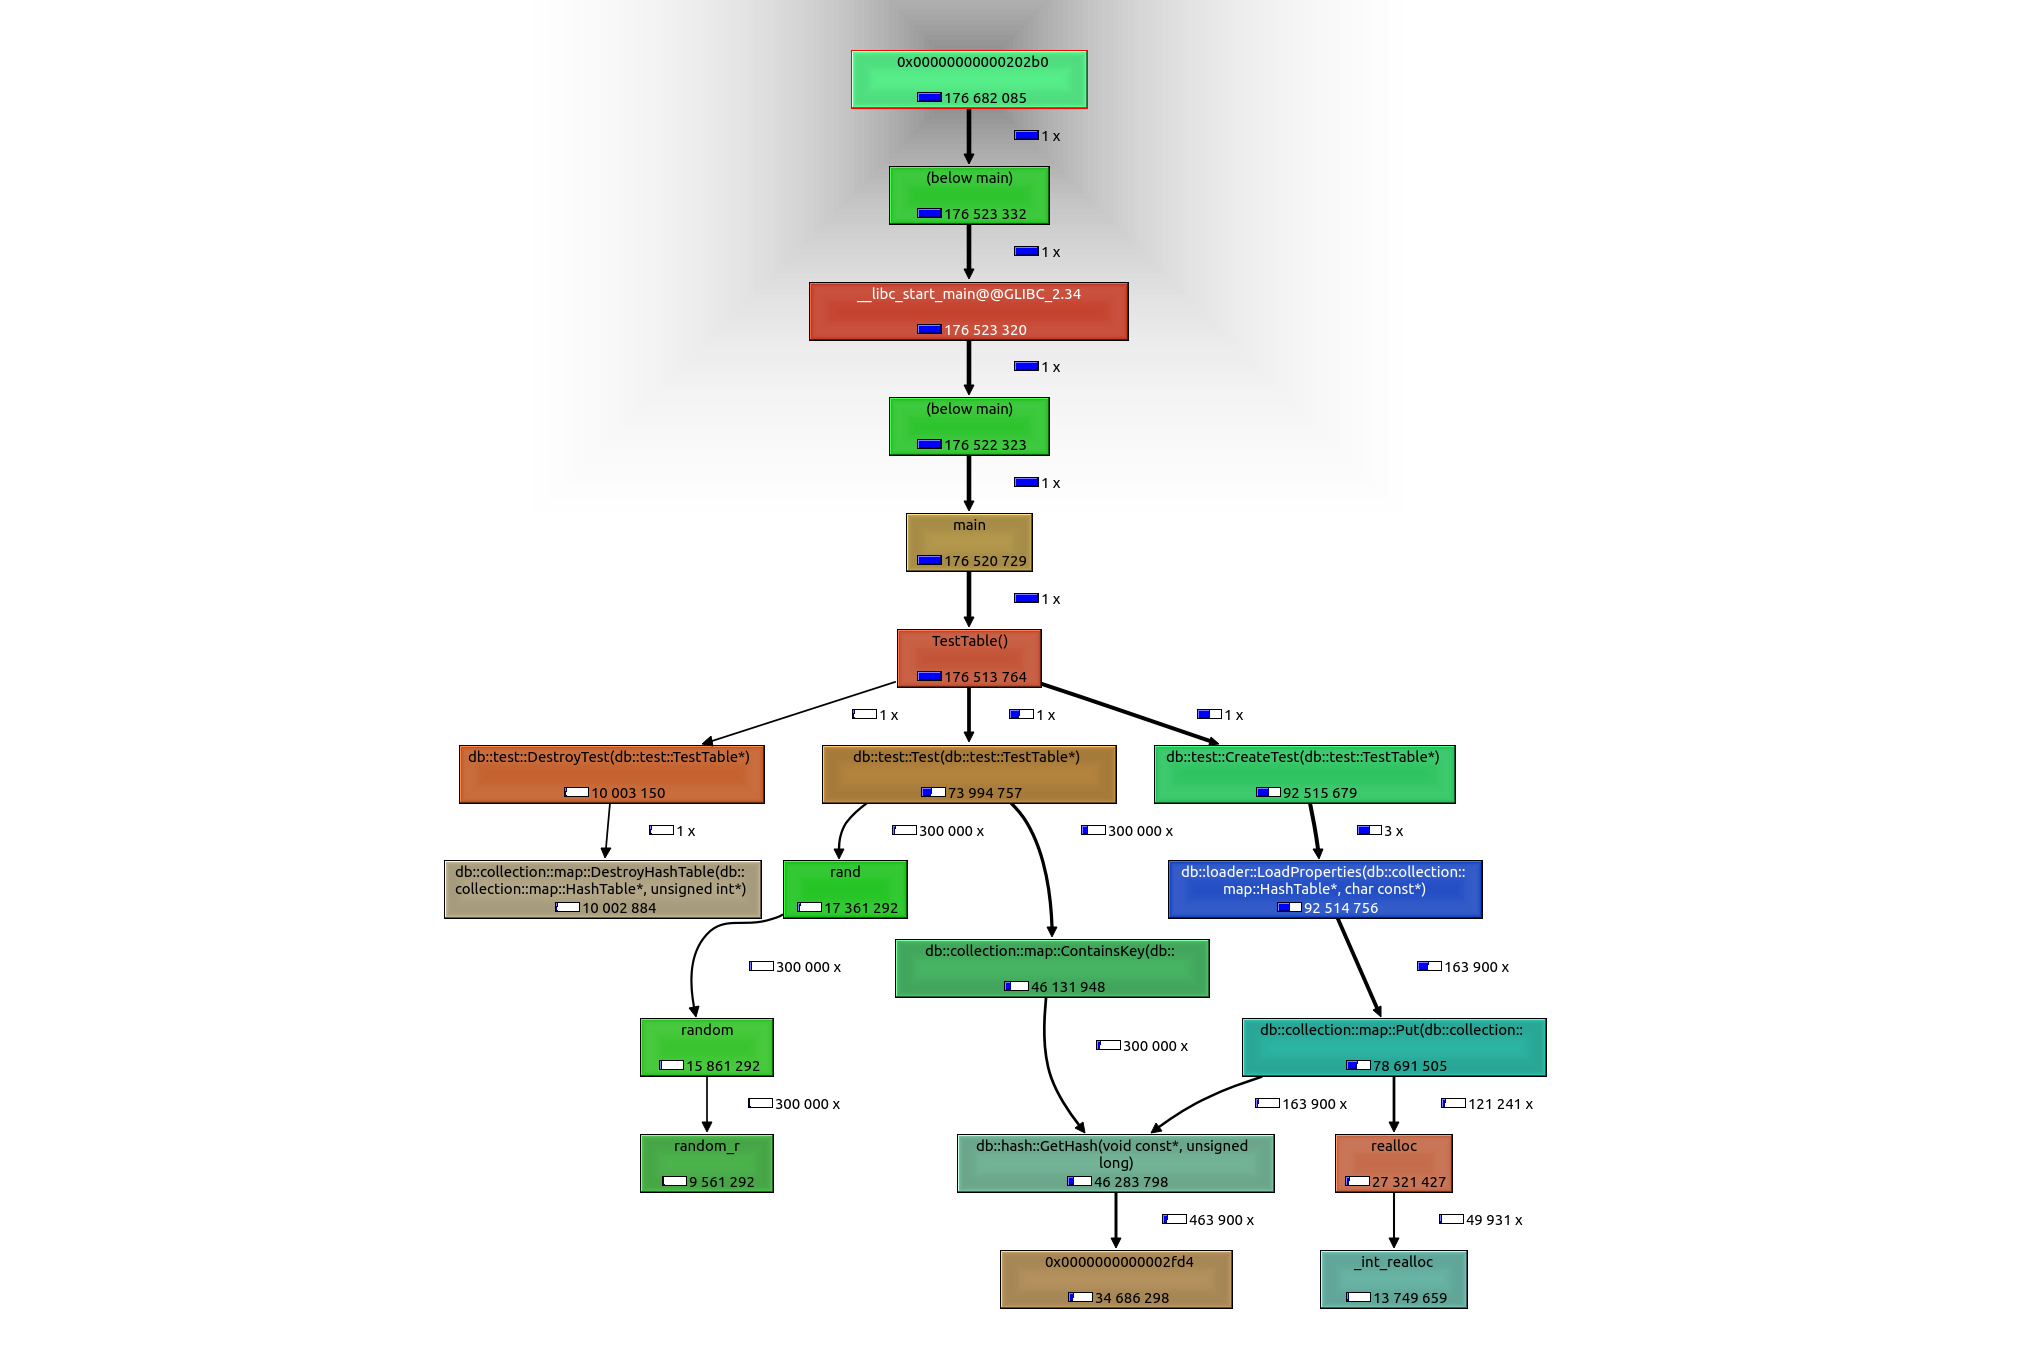 0x00000000000202b0
176 682 085
1 x
(below main)
176 523 332
1 x
__libc_start_main@@GLIBC_2.34
176 523 320
1 x
(below main)
176 522 323
1 x
main
176 520 729
1 x
TestTable()
176 513 764
1 x
1 x
1 x
db::test::DestroyTest(db::test::TestTable*)
10 003 150
db::test::Test(db::test::TestTable*)
73 994 757
db::test::CreateTest(db::test::TestTable*)
92 515 679
1 x
300 000 x
300 000 x
3 x
db::collection::map::DestroyHashTable(db::
collection::map::HashTable*, unsigned int*)
10 002 884
rand
17 361 292
db::loader::LoadProperties(db::collection::
map::HashTable*, char const*)
92 514 756
db::collection::map::ContainsKey(db::
46 131 948
300 000 x
163 900 x
random
15 861 292
300 000 x
db::collection::map::Put(db::collection::
78 691 505
300 000 x
163 900 x
121 241 x
random_r
9 561 292
db::hash::GetHash(void const*, unsigned
long)
46 283 798
realloc
27 321 427
463 900 x
49 931 x
0x0000000000002fd4
34 686 298
_int_realloc
13 749 659